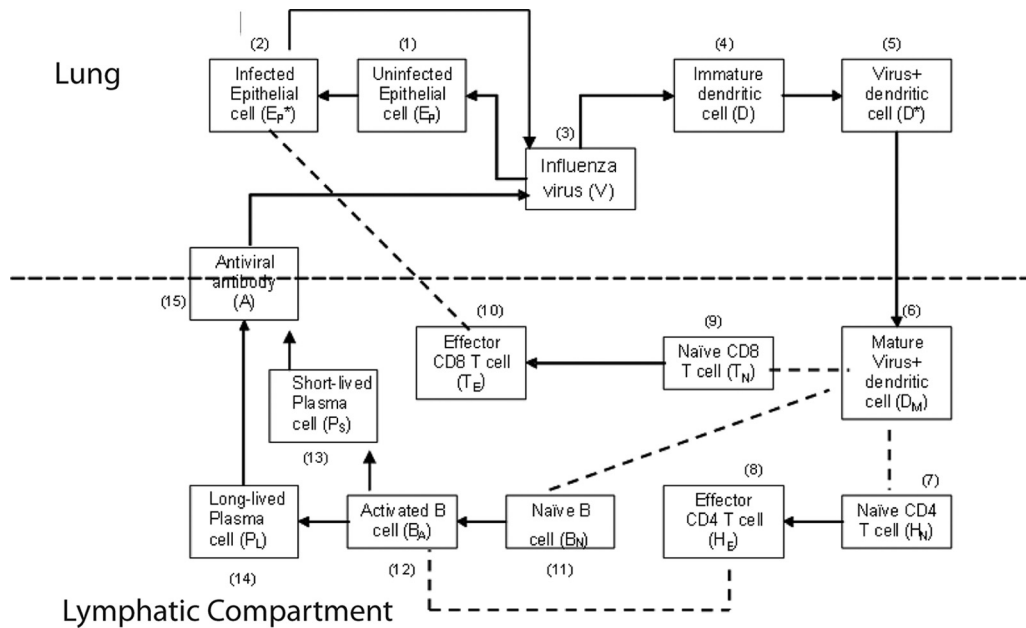 Lung
(2)
Infected
Epithelial
cell (EP*)
(1)
Uninfected
Epithelial
cell (EP)
(3)
Influenza
virus (V)
(4)
Immature
dendritic
cell (D)
(5)
Virus+
dendritic
cell (D*)
Antiviral
antibody
(A)
(15)
(10)
Effector
CD8 T cell
(TE)
(9)
Naïve CD8
T cell (TN)
(6)
Mature
Virus+
dendritic
cell (DM)
Short-lived
Plasma
cell (PS)
(13)
Long-lived
Plasma
cell (PL)
(14)
Activated B
cell (BA)
(12)
Naïve B
cell (BN)
(11)
(8)
Effector
CD4 T cell
(HE)
(7)
Naïve CD4
T cell (HN)
Lymphatic Compartment